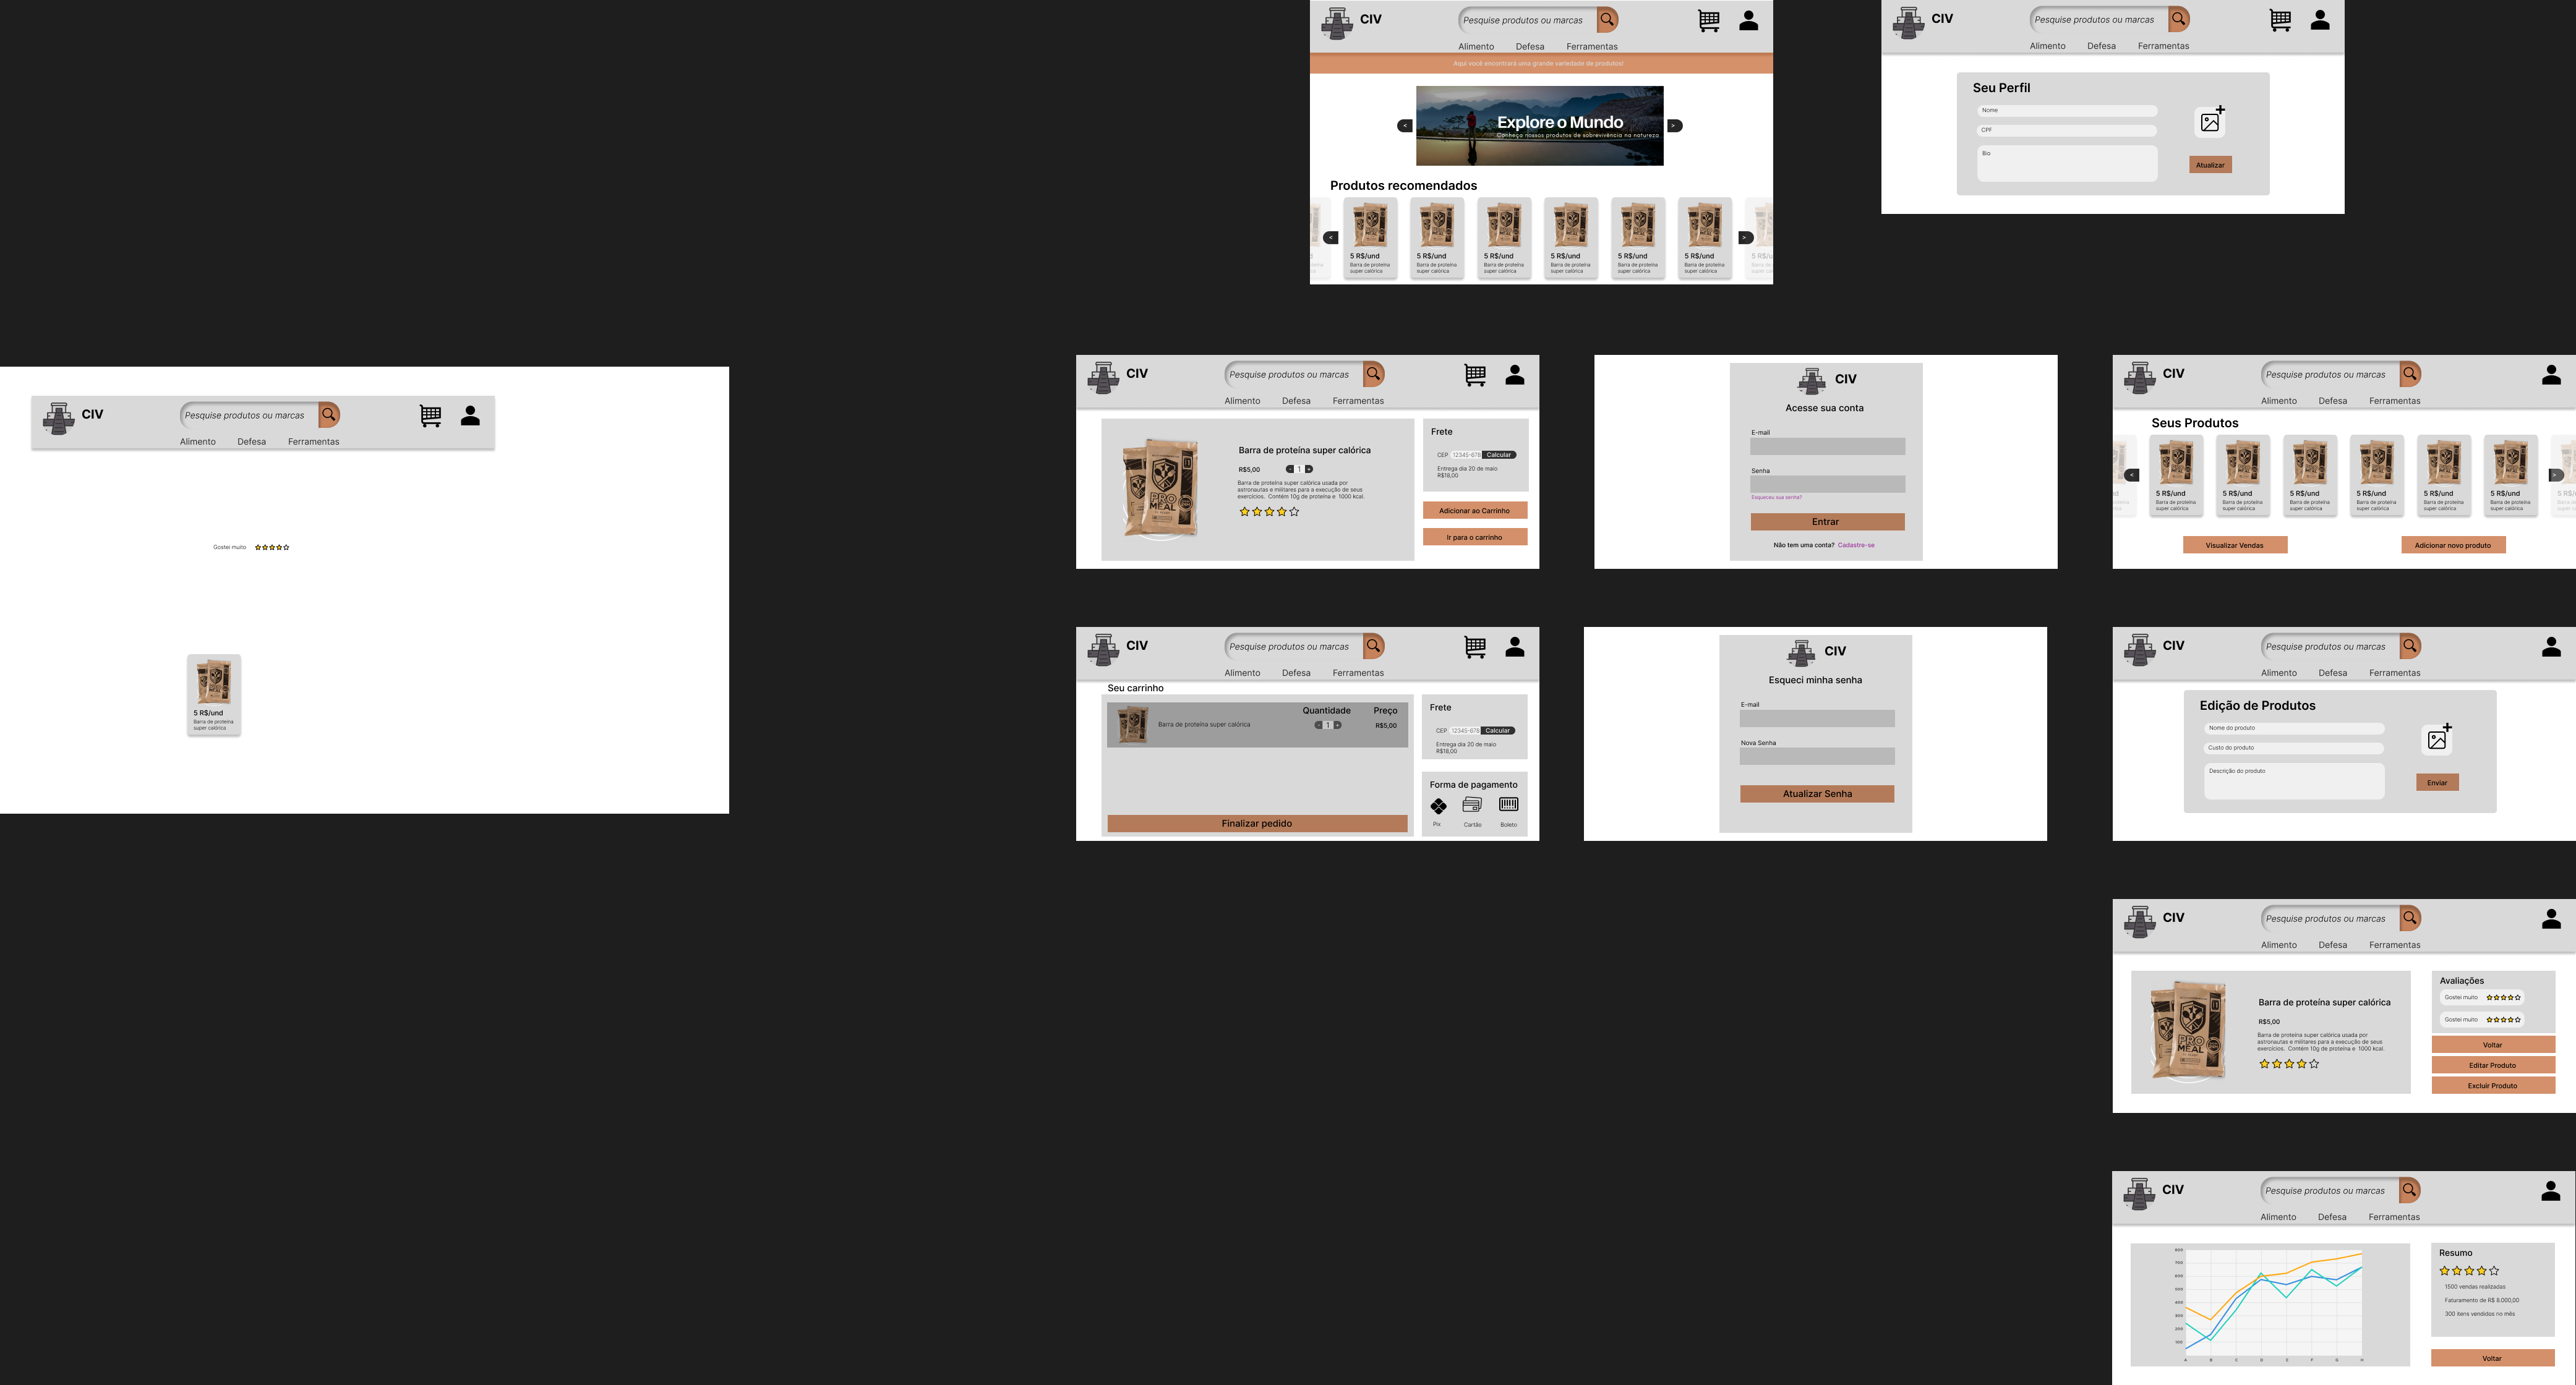 CIV
Pesquise produtos ou marcas
Alimento Defesa Ferramentas
Aqui você encontrará uma grande variedade de produtos!
<
Explore o Mundo
Conheça nossos produtos de sobrevivência na natureza
>
Produtos recomendados
<
5 R$/und
Barra de proteína
super calórica
5 R$/und
Barra de proteína
super calórica
5 R$/und
Barra de proteína
super calórica
5 R$/und
Barra de proteína
super calórica
5 R$/und
Barra de proteína
super calórica
5 R$/und
Barra de proteína
super calórica
>
CIV
Pesquise produtos ou marcas
Alimento Defesa Ferramentas
Seu Perfil
Nome
CPF
Bio
Atualizar
CIV
Pesquise produtos ou marcas
Alimento Defesa Ferramentas
Gostei muito
5 R$/und
Barra de proteína
super calórica
CIV
Pesquise produtos ou marcas
Alimento Defesa Ferramentas
PRO
MEAL
Barra de proteína super calórica
R$5,00 - 1 +
Barra de proteína super calórica usada por
astronautas e militares para a execução de seus
exercícios. Contém 10g de proteína e 1000 kcal.
Frete
CEP 12345-678 Calcular
Entrega dia 20 de maio
R$18,00
Adicionar ao Carrinho
Ir para o carrinho
CIV
Acesse sua conta
E-mail
Senha
Esqueceu sua senha?
Entrar
Não tem uma conta? Cadastre-se
CIV
Pesquise produtos ou marcas
Alimento Defesa Ferramentas
Seus Produtos
<
5 R$/und
Barra de proteína
super calórica
5 R$/und
Barra de proteína
super calórica
5 R$/und
Barra de proteína
super calórica
5 R$/und
Barra de proteína
super calórica
5 R$/und
Barra de proteína
super calórica
5 R$/und
Barra de proteína
super calórica
>
Visualizar Vendas
Adicionar novo produto
CIV
Pesquise produtos ou marcas
Alimento Defesa Ferramentas
Seu carrinho
Quantidade Preço
Barra de proteína super calórica - 1 + R$5,00
Finalizar pedido
Frete
CEP 12345-678 Calcular
Entrega dia 20 de maio
R$18,00
Forma de pagamento
Pix Cartão Boleto
CIV
Esqueci minha senha
E-mail
Nova Senha
Atualizar Senha
CIV
Pesquise produtos ou marcas
Alimento Defesa Ferramentas
Edição de Produtos
Nome do produto
Custo do produto
Descrição do produto
Enviar
CIV
Pesquise produtos ou marcas
Alimento Defesa Ferramentas
PRO
MEAL
Barra de proteína super calórica
R$5,00
Barra de proteína super calórica usada por
astronautas e militares para a execução de seus
exercícios. Contém 10g de proteína e 1000 kcal.
Avaliações
Gostei muito
Gostei muito
Voltar
Editar Produto
Excluir Produto
CIV
Pesquise produtos ou marcas
Alimento Defesa Ferramentas
800
700
600
500
400
300
200
100
A B C D E F G H
Resumo
1500 vendas realizadas
Faturamento de R$ 9.000,00
300 itens vendidos no mês
Voltar